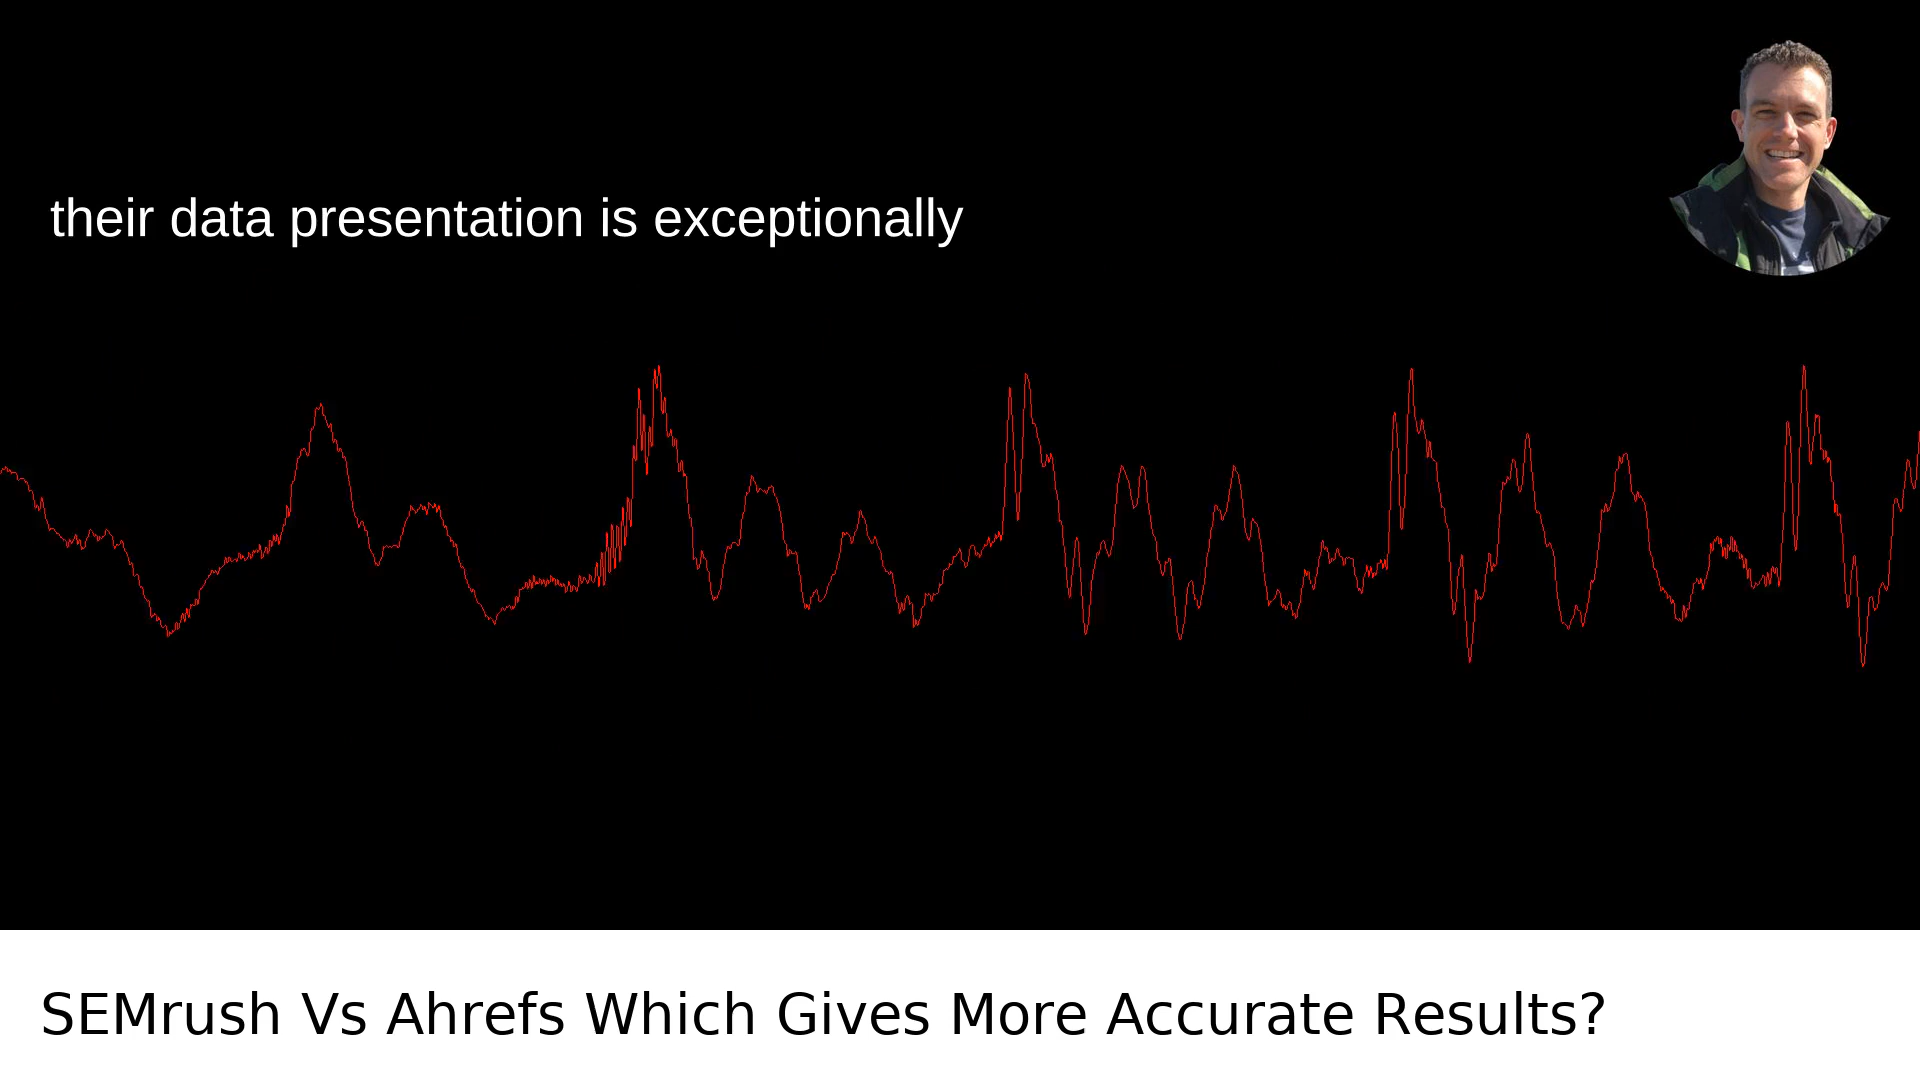 their data presentation is exceptionally
SEMrush Vs Ahrefs Which Gives More Accurate Results?